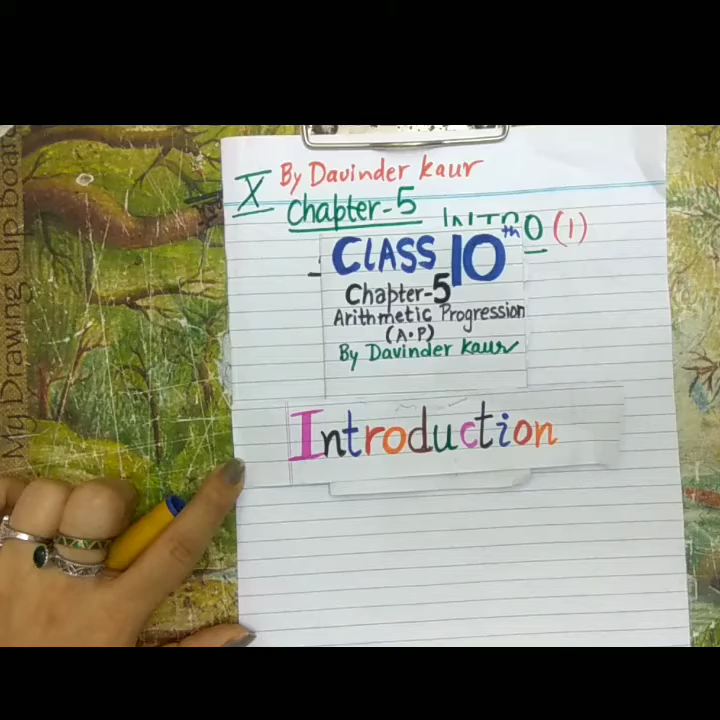 My Drawing Clip board
X By Davinder Kaur
Chapter-5
INTRO (1)
CLASS 10th
Chapter-5
Arithmetic Progression
(A.P)
By Davinder Kaur
Introduction